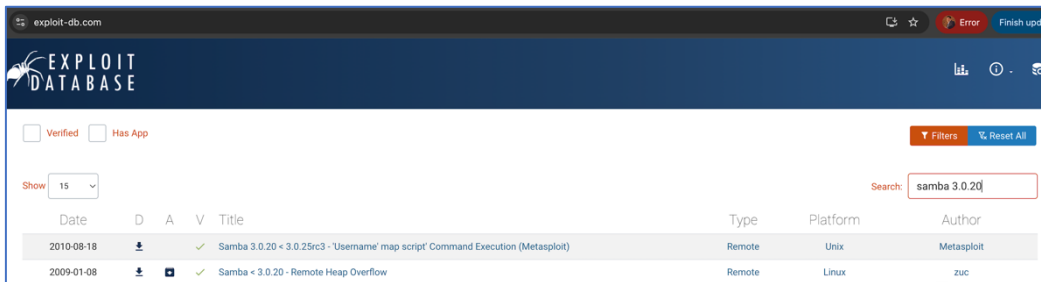 exploit-db.com Error Finish upd
EXPLOIT
DATABASE
Verified Has App Filters Reset All
Show 15 Search: samba 3.0.20
Date D A V Title Type Platform Author
2010-08-18 Samba 3.0.20 < 3.0.25rc3 - 'Username' map script' Command Execution (Metasploit) Remote Unix Metasploit
2009-01-08 Samba < 3.0.20 - Remote Heap Overflow Remote Linux zuc